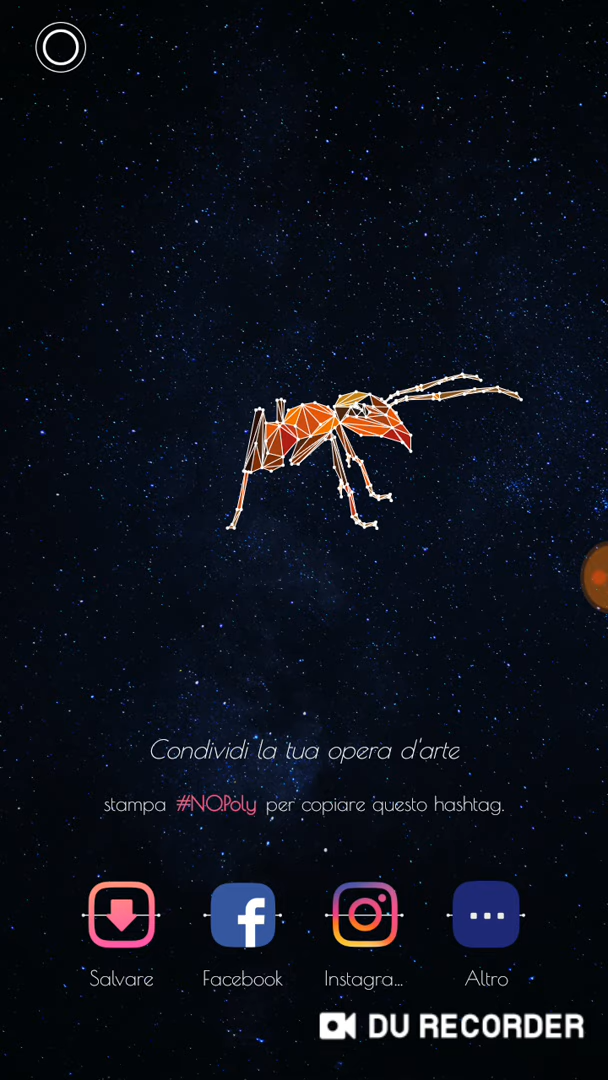 Condividi la tua opera d'arte
stampa #NO.Poly per copiare questo hashtag.
Salvare
Facebook
Instagra...
Altro
DU RECORDER